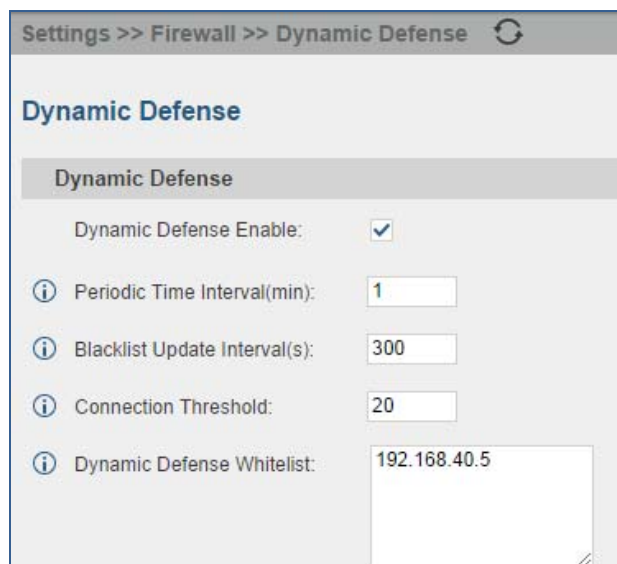 Settings >> Firewall >> Dynamic Defense
Dynamic Defense
Dynamic Defense
Dynamic Defense Enable:
Periodic Time Interval(min): 1
Blacklist Update Interval(s): 300
Connection Threshold: 20
Dynamic Defense Whitelist: 192.168.40.5